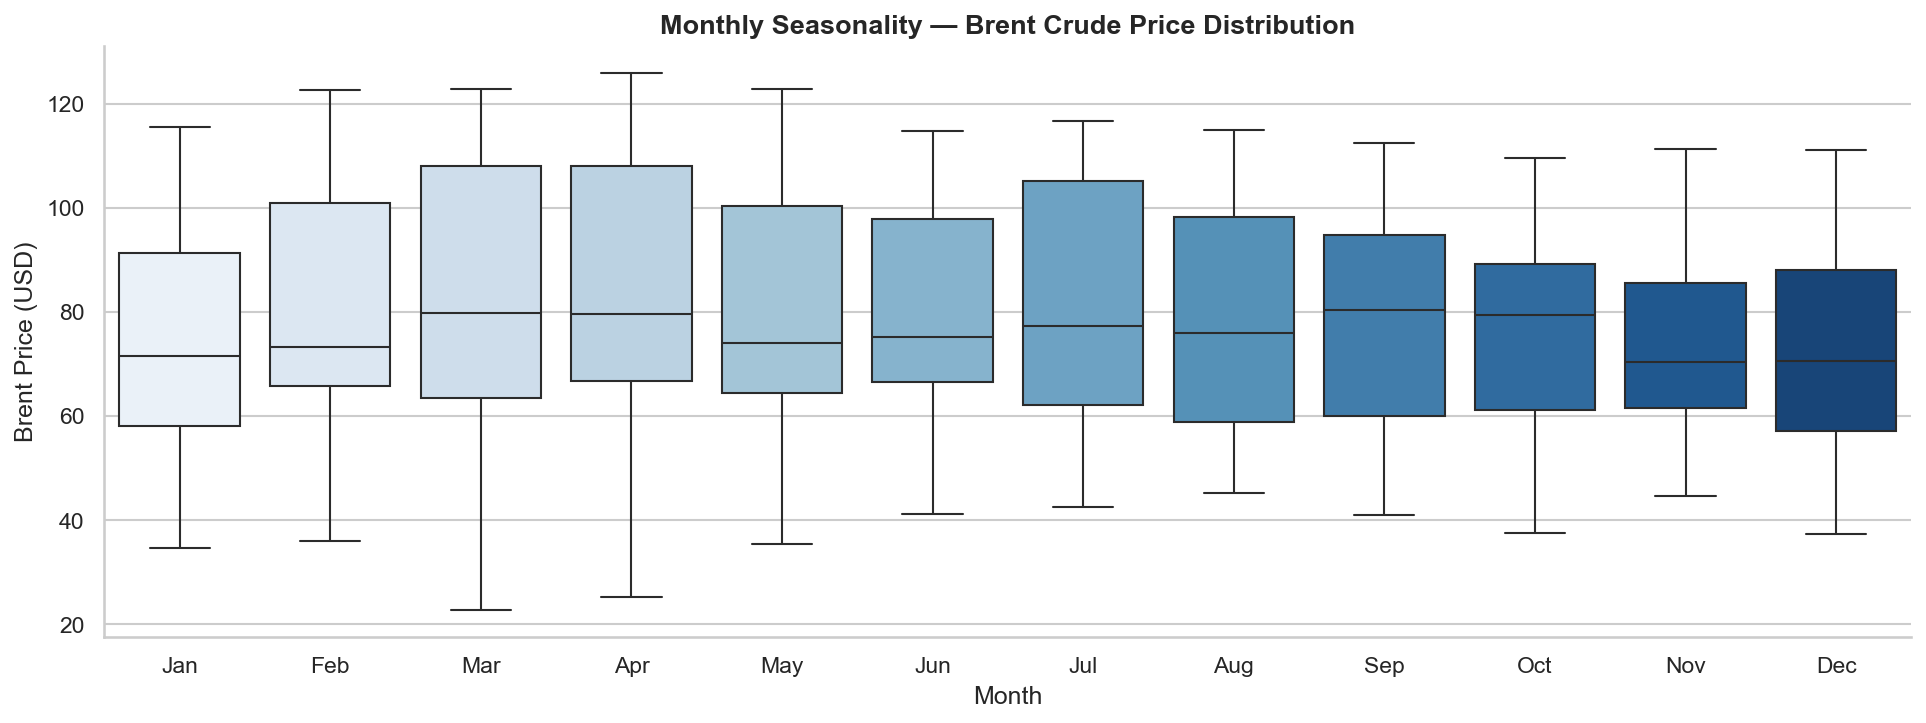 Monthly Seasonality — Brent Crude Price Distribution
Brent Price (USD)
120
100
80
60
40
20
Jan Feb Mar Apr May Jun Jul Aug Sep Oct Nov Dec
Month